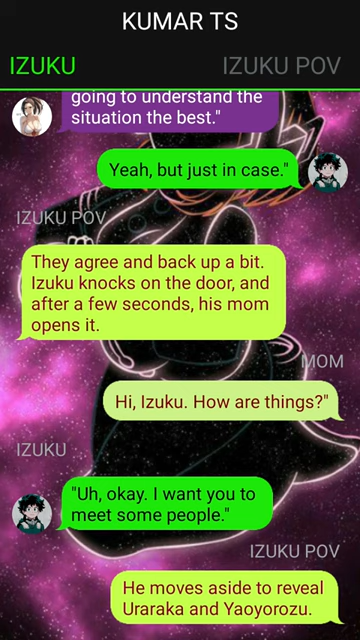 KUMAR TS
IZUKU
IZUKU POV
going to understand the
situation the best."
Yeah, but just in case."
IZUKU POV
They agree and back up a bit.
Izuku knocks on the door, and
after a few seconds, his mom
opens it.
MOM
Hi, Izuku. How are things?"
IZUKU
"Uh, okay. I want you to
meet some people."
IZUKU POV
He moves aside to reveal
Uraraka and Yaoyorozu.